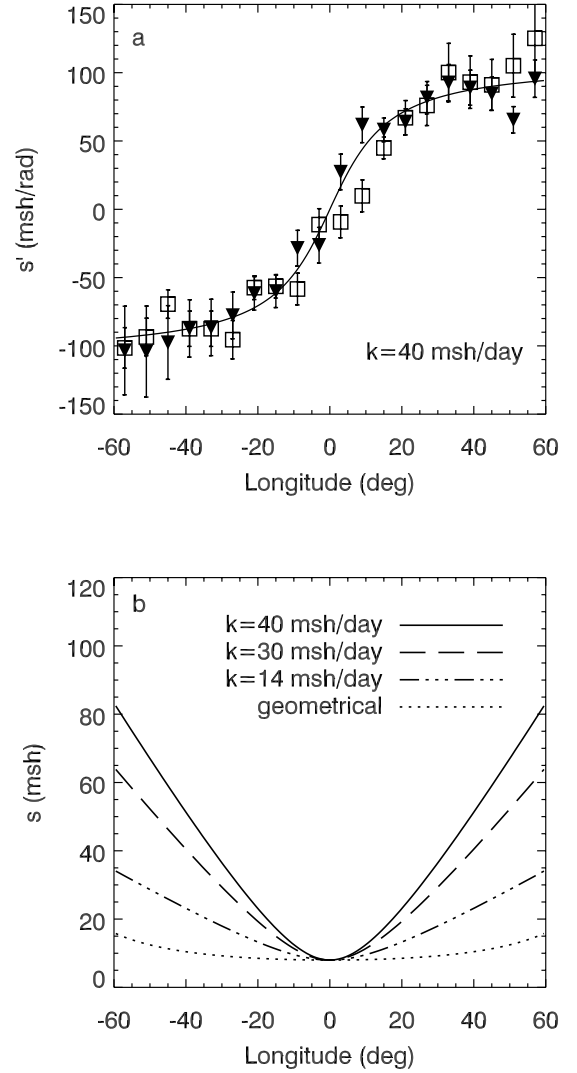 150
a
100
50
0
-50
-100
-150
s' (msh/rad)
k=40 msh/day
-60 -40 -20 0 20 40 60
Longitude (deg)
120
b
100
80
60
40
20
0
s (msh)
k=40 msh/day
k=30 msh/day
k=14 msh/day
geometrical
-60 -40 -20 0 20 40 60
Longitude (deg)